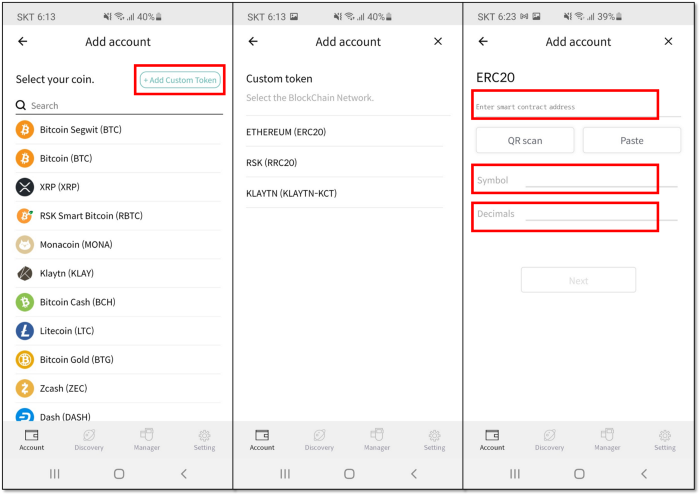 SKT 6:13 40%
Add account
Select your coin.
+ Add Custom Token
Search
Bitcoin Segwit (BTC)
Bitcoin (BTC)
XRP (XRP)
RSK Smart Bitcoin (RBTC)
Monacoin (MONA)
Klaytn (KLAY)
Bitcoin Cash (BCH)
Litecoin (LTC)
Bitcoin Gold (BTG)
Zcash (ZEC)
Dash (DASH)
Account Discovery Manager Setting
SKT 6:13 40%
Add account
Custom token
Select the BlockChain Network.
ETHEREUM (ERC20)
RSK (RRC20)
KLAYTN (KLAYTN-KCT)
Account Discovery Manager Setting
SKT 6:23 39%
Add account
ERC20
Enter smart contract address
QR scan Paste
Symbol
Decimals
Next
Account Discovery Manager Setting